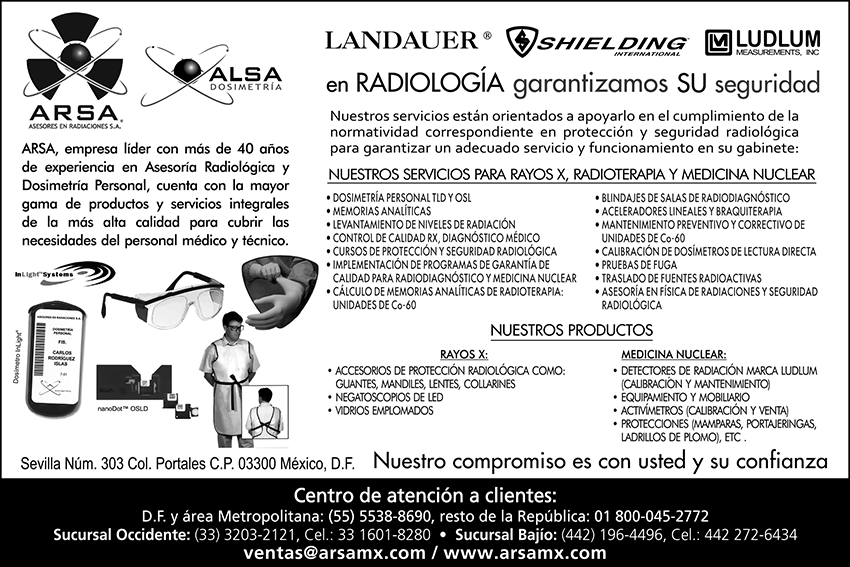 ARSA®
ASESORES EN RADIACIONES S.A.
ALSA
DOSIMETRÍA
ARSA, empresa líder con más de 40 años
de experiencia en Asesoría Radiológica y
Dosimetría Personal, cuenta con la mayor
gama de productos y servicios integrales
de la más alta calidad para cubrir las
necesidades del personal médico y técnico.
InLight™Systems
Dosímetro InLight®
ASESORES EN RADIACIONES S.A.
DOSIMETRÍA
PERSONAL
FIS.
CARLOS
RODRÍGUEZ
ISLAS
nanoDot™ OSLD
LANDAUER®
SHIELDING
INTERNATIONAL
LUDLUM
MEASUREMENTS, INC
en RADIOLOGÍA garantizamos SU seguridad
Nuestros servicios están orientados a apoyarlo en el cumplimiento de la
normatividad correspondiente en protección y seguridad radiológica
para garantizar un adecuado servicio y funcionamiento en su gabinete:
NUESTROS SERVICIOS PARA RAYOS X, RADIOTERAPIA Y MEDICINA NUCLEAR
• DOSIMETRÍA PERSONAL TLD Y OSL
• MEMORIAS ANALÍTICAS
• LEVANTAMIENTO DE NIVELES DE RADIACIÓN
• CONTROL DE CALIDAD RX, DIAGNÓSTICO MÉDICO
• CURSOS DE PROTECCIÓN Y SEGURIDAD RADIOLÓGICA
• IMPLEMENTACIÓN DE PROGRAMAS DE GARANTÍA DE
CALIDAD PARA RADIODIAGNÓSTICO Y MEDICINA NUCLEAR
• CÁLCULO DE MEMORIAS ANALÍTICAS DE RADIOTERAPIA:
UNIDADES DE Co-60
• BLINDAJES DE SALAS DE RADIODIAGNÓSTICO
• ACELERADORES LINEALES Y BRAQUITERAPIA
• MANTENIMIENTO PREVENTIVO Y CORRECTIVO DE
UNIDADES DE Co-60
• CALIBRACIÓN DE DOSÍMETROS DE LECTURA DIRECTA
• PRUEBAS DE FUGA
• TRASLADO DE FUENTES RADIOACTIVAS
• ASESORÍA EN FÍSICA DE RADIACIONES Y SEGURIDAD
RADIOLÓGICA
NUESTROS PRODUCTOS
RAYOS X:
• ACCESORIOS DE PROTECCIÓN RADIOLÓGICA COMO:
GUANTES, MANDILES, LENTES, COLLARINES
• NEGATOSCOPIOS DE LED
• VIDRIOS EMPLOMADOS
MEDICINA NUCLEAR:
• DETECTORES DE RADIACIÓN MARCA LUDLUM
(CALIBRACIÒN Y MANTENIMIENTO)
• EQUIPAMIENTO Y MOBILIARIO
• ACTIVÍMETROS (CALIBRACIÓN Y VENTA)
• PROTECCIONES (MAMPARAS, PORTAJERINGAS,
LADRILLOS DE PLOMO), ETC .
Sevilla Núm. 303 Col. Portales C.P. 03300 México, D.F.
Nuestro compromiso es con usted y su confianza
Centro de atención a clientes:
D.F. y área Metropolitana: (55) 5538-8690, resto de la República: 01 800-045-2772
Sucursal Occidente: (33) 3203-2121, Cel.: 33 1601-8280 • Sucursal Bajío: (442) 196-4496, Cel.: 442 272-6434
ventas@arsamx.com / www.arsamx.com